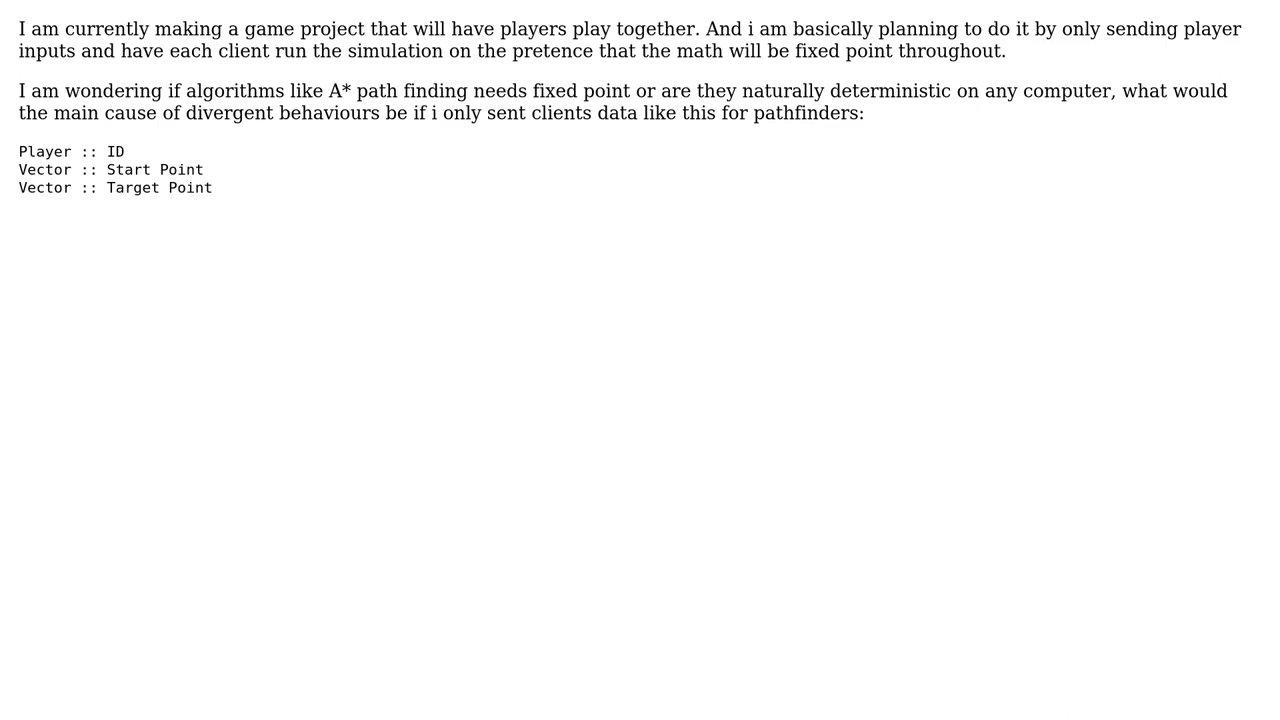 I am currently making a game project that will have players play together. And i am basically planning to do it by only sending player
inputs and have each client run the simulation on the pretence that the math will be fixed point throughout.
I am wondering if algorithms like A* path finding needs fixed point or are they naturally deterministic on any computer, what would
the main cause of divergent behaviours be if i only sent clients data like this for pathfinders:
Player :: ID
Vector :: Start Point
Vector :: Target Point